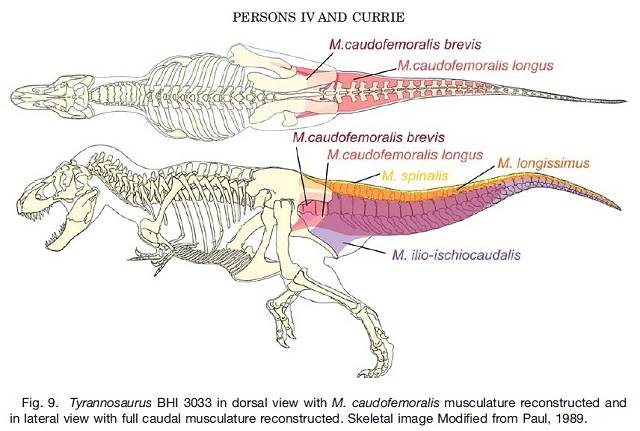 PERSONS IV AND CURRIE
M.caudofemoralis brevis
M.caudofemoralis longus
M.caudofemoralis brevis
M.caudofemoralis longus
M. longissimus
M. spinalis
M. ilio-ischiocaudalis
Fig. 9. Tyrannosaurus BHI 3033 in dorsal view with M. caudofemoralis musculature reconstructed and
in lateral view with full caudal musculature reconstructed. Skeletal image Modified from Paul, 1989.